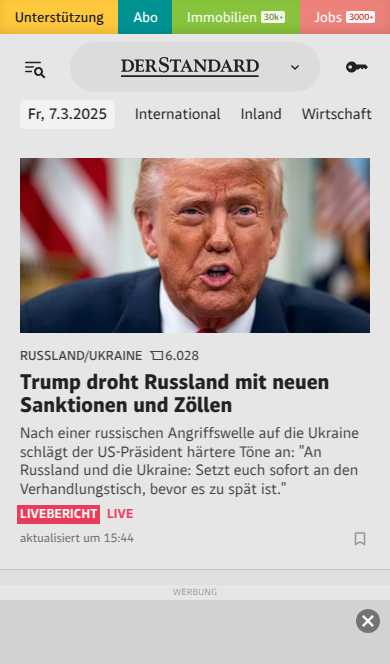 Unterstützung Abo Immobilien 30k+ Jobs 3000+
DERSTANDARD
Fr, 7.3.2025 International Inland Wirtschaft
RUSSLAND/UKRAINE 6.028
Trump droht Russland mit neuen
Sanktionen und Zöllen
Nach einer russischen Angriffswelle auf die Ukraine
schlägt der US-Präsident härtere Töne an: "An
Russland und die Ukraine: Setzt euch sofort an den
Verhandlungstisch, bevor es zu spät ist."
LIVEBERICHT LIVE
aktualisiert um 15:44
WERBUNG